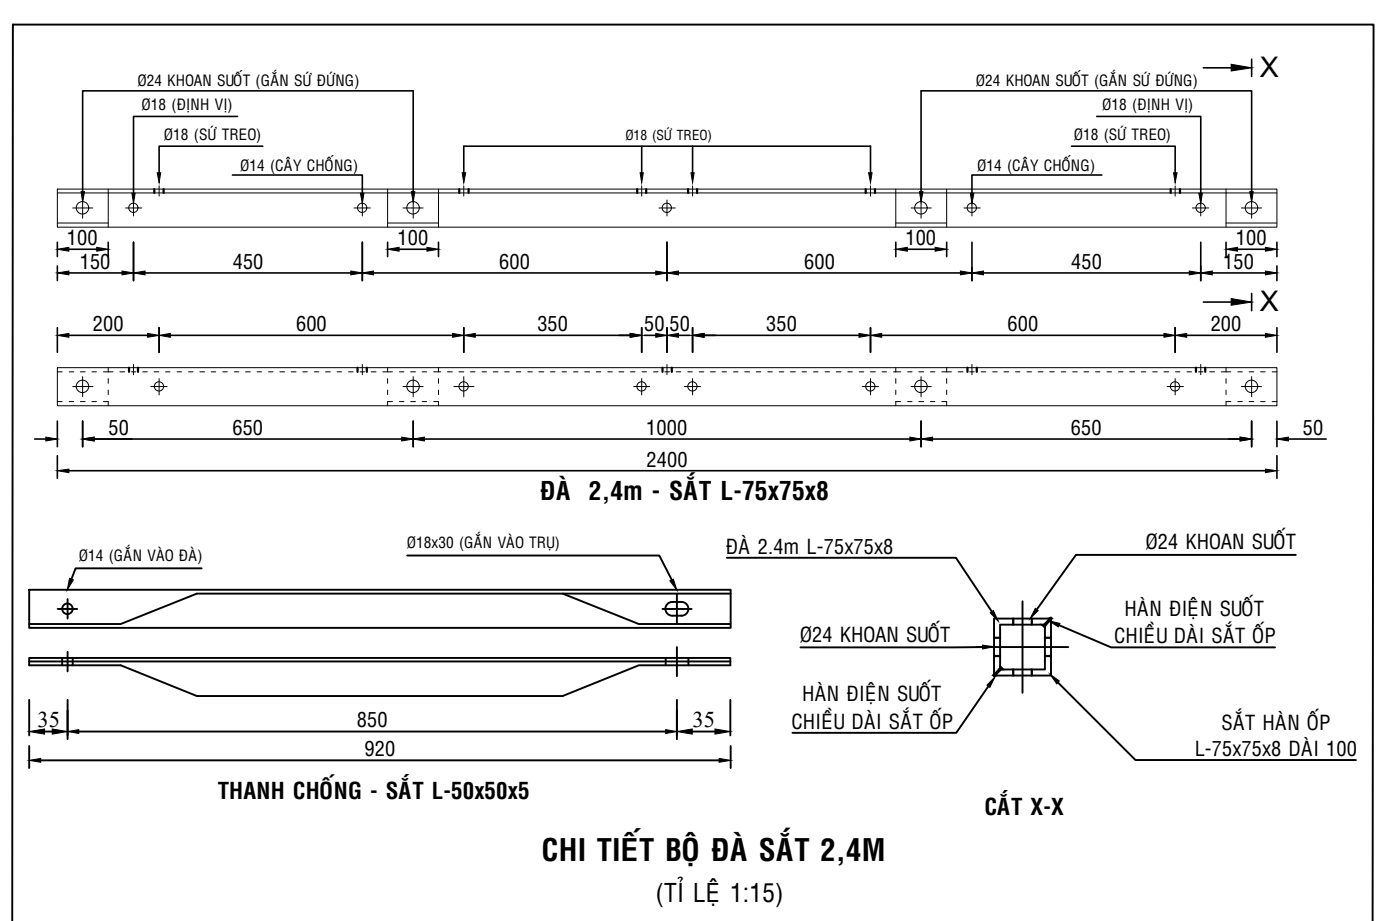 X
Ø24 KHOAN SUỐT (GẮN SỨ ĐỨNG)
Ø24 KHOAN SUỐT (GẮN SỨ ĐỨNG)
Ø18 (ĐỊNH VỊ)
Ø18 (ĐỊNH VỊ)
Ø18 (SỨ TREO)
Ø18 (SỨ TREO)
Ø18 (SỨ TREO)
Ø14 (CÂY CHỐNG)
Ø14 (CÂY CHỐNG)
100 100 100 100
150 450 600 600 450 150
X
200 600 350 50 50 350 600 200
50 650 1000 650 50
2400
ĐÀ 2,4m - SẮT L-75x75x8
Ø14 (GẮN VÀO ĐÀ)
Ø18x30 (GẮN VÀO TRỤ)
35 850 35
920
THANH CHỐNG - SẮT L-50x50x5
ĐÀ 2.4m L-75x75x8
Ø24 KHOAN SUỐT
Ø24 KHOAN SUỐT
HÀN ĐIỆN SUỐT
CHIỀU DÀI SẮT ỐP
HÀN ĐIỆN SUỐT
CHIỀU DÀI SẮT ỐP
SẮT HÀN ỐP
L-75x75x8 DÀI 100
CẮT X-X
CHI TIẾT BỘ ĐÀ SẮT 2,4M
(TỈ LỆ 1:15)